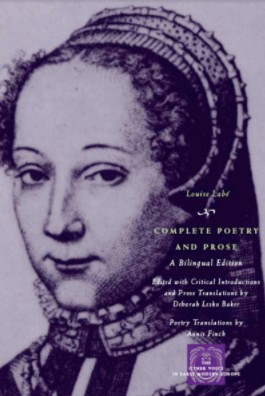 Louise Labé
COMPLETE POETRY
AND PROSE
A Bilingual Edition
Edited with Critical Introductions
and Prose Translations by
Deborah Lesko Baker
Poetry Translations by
Annie Finch
THE
OTHER VOICE
IN EARLY MODERN EUROPE